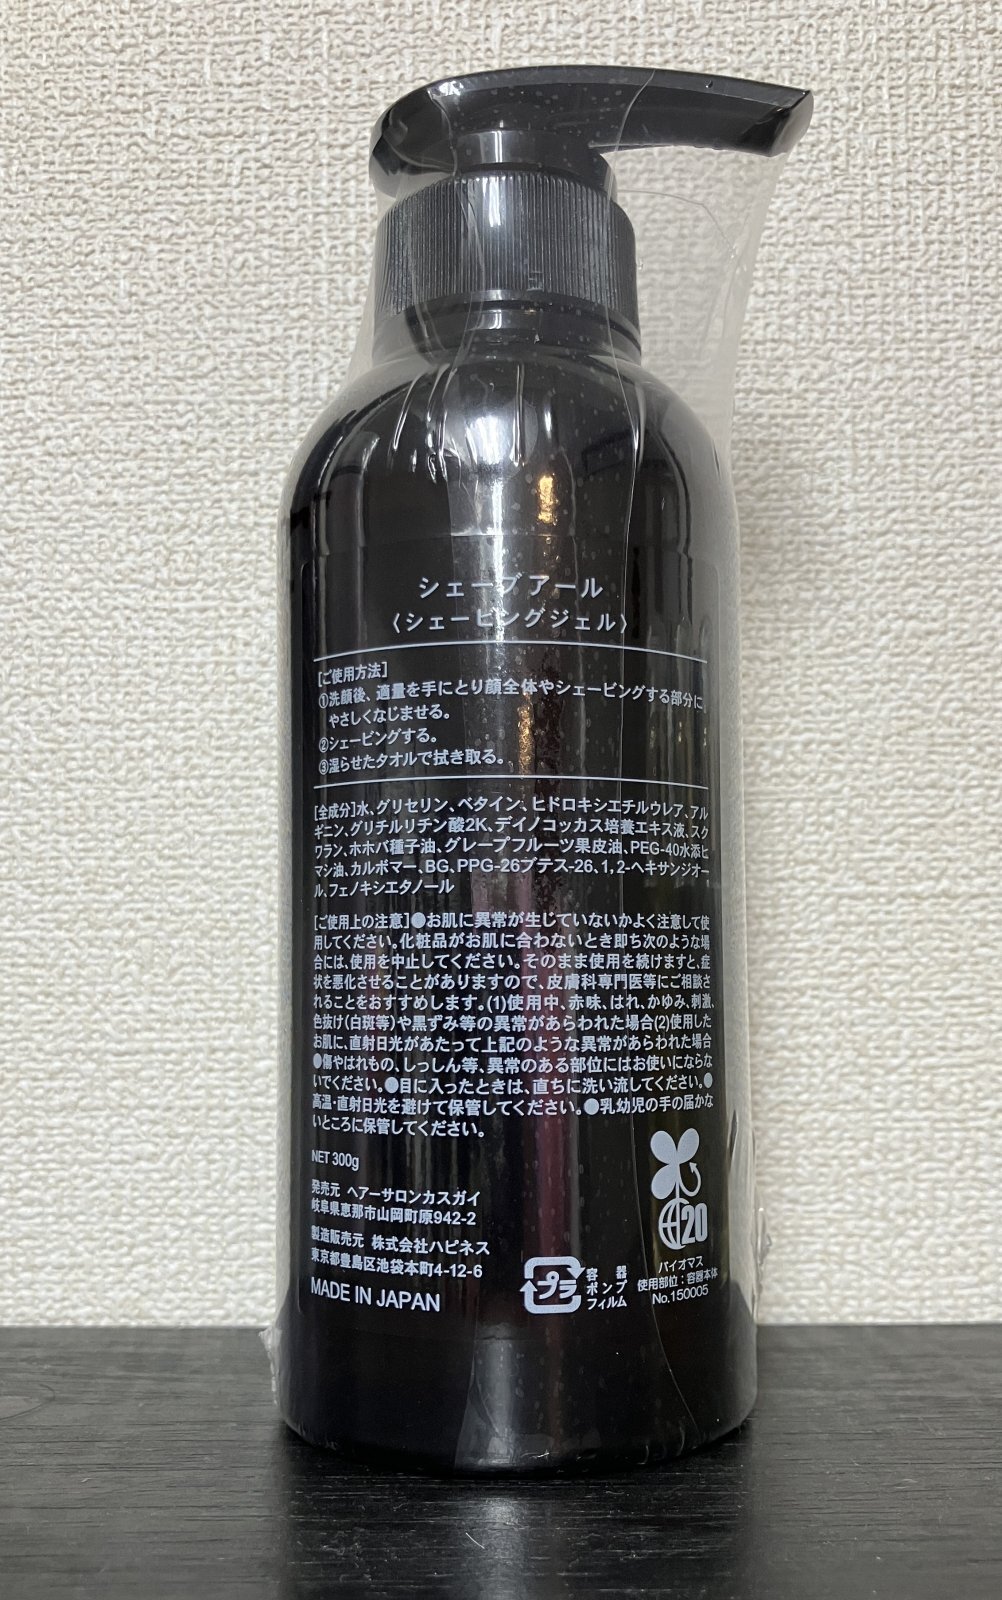 シェーブアール
〈シェービングジェル〉
[ご使用方法]
①洗顔後、適量を手にとり顔全体やシェービングする部分に
やさしくなじませる。
②シェービングする。
③湿らせたタオルで拭き取る。
[全成分]水、グリセリン、ベタイン、ヒドロキシエチルウレア、アル
ギニン、グリチルリチン酸2K、デイノコッカス培養エキス液、スク
ワラン、ホホバ種子油、グレープフルーツ果皮油、PEG-40水添ヒ
マシ油、カルボマー、BG、PPG-26ブテス-26、1,2-ヘキサンジオー
ル、フェノキシエタノール
[ご使用上の注意]●お肌に異常が生じていないかよく注意して使
用してください。化粧品がお肌に合わないとき即ち次のような場
合には、使用を中止してください。そのまま使用を続けますと、症
状を悪化させることがありますので、皮膚科専門医等にご相談さ
れることをおすすめします。(1)使用中、赤味、はれ、かゆみ、刺激、
色抜け(白斑等)や黒ずみ等の異常があらわれた場合(2)使用した
お肌に、直射日光があたって上記のような異常があらわれた場合
●傷やはれもの、しっしん等、異常のある部位にはお使いにならな
いでください。●目に入ったときは、直ちに洗い流してください。●
高温・直射日光を避けて保管してください。●乳幼児の手の届かな
いところに保管してください。
NET 300g
発売元 ヘアーサロンカスガイ
岐阜県恵那市山岡町原942-2
製造販売元 株式会社ハピネス
東京都豊島区池袋本町4-12-6
MADE IN JAPAN
プラ
容器
ポンプ
フィルム
20
バイオマス
使用部位:容器本体
No.150005